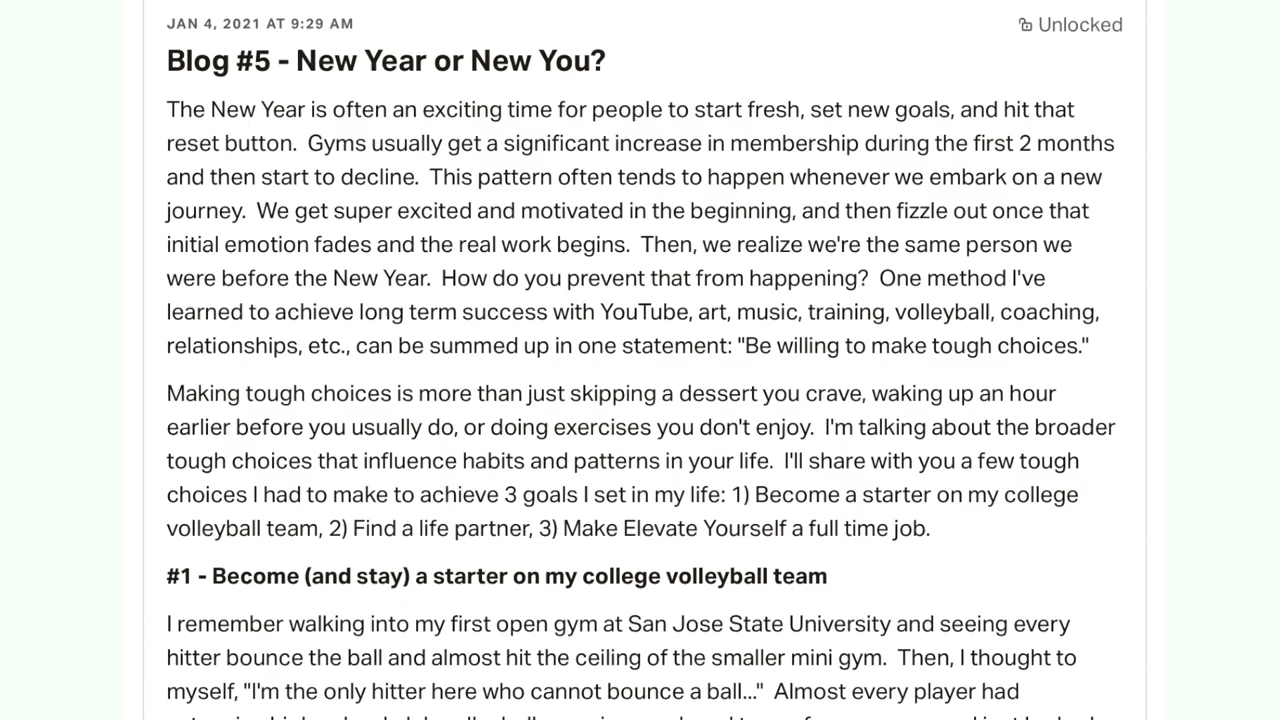 JAN 4, 2021 AT 9:29 AM
Unlocked
Blog #5 - New Year or New You?
The New Year is often an exciting time for people to start fresh, set new goals, and hit that
reset button.  Gyms usually get a significant increase in membership during the first 2 months
and then start to decline.  This pattern often tends to happen whenever we embark on a new
journey.  We get super excited and motivated in the beginning, and then fizzle out once that
initial emotion fades and the real work begins.  Then, we realize we're the same person we
were before the New Year.  How do you prevent that from happening?  One method I've
learned to achieve long term success with YouTube, art, music, training, volleyball, coaching,
relationships, etc., can be summed up in one statement: "Be willing to make tough choices."
Making tough choices is more than just skipping a dessert you crave, waking up an hour
earlier before you usually do, or doing exercises you don't enjoy.  I'm talking about the broader
tough choices that influence habits and patterns in your life.  I'll share with you a few tough
choices I had to make to achieve 3 goals I set in my life: 1) Become a starter on my college
volleyball team, 2) Find a life partner, 3) Make Elevate Yourself a full time job.
#1 - Become (and stay) a starter on my college volleyball team
I remember walking into my first open gym at San Jose State University and seeing every
hitter bounce the ball and almost hit the ceiling of the smaller mini gym.  Then, I thought to
myself, "I'm the only hitter here who cannot bounce a ball..."  Almost every player had